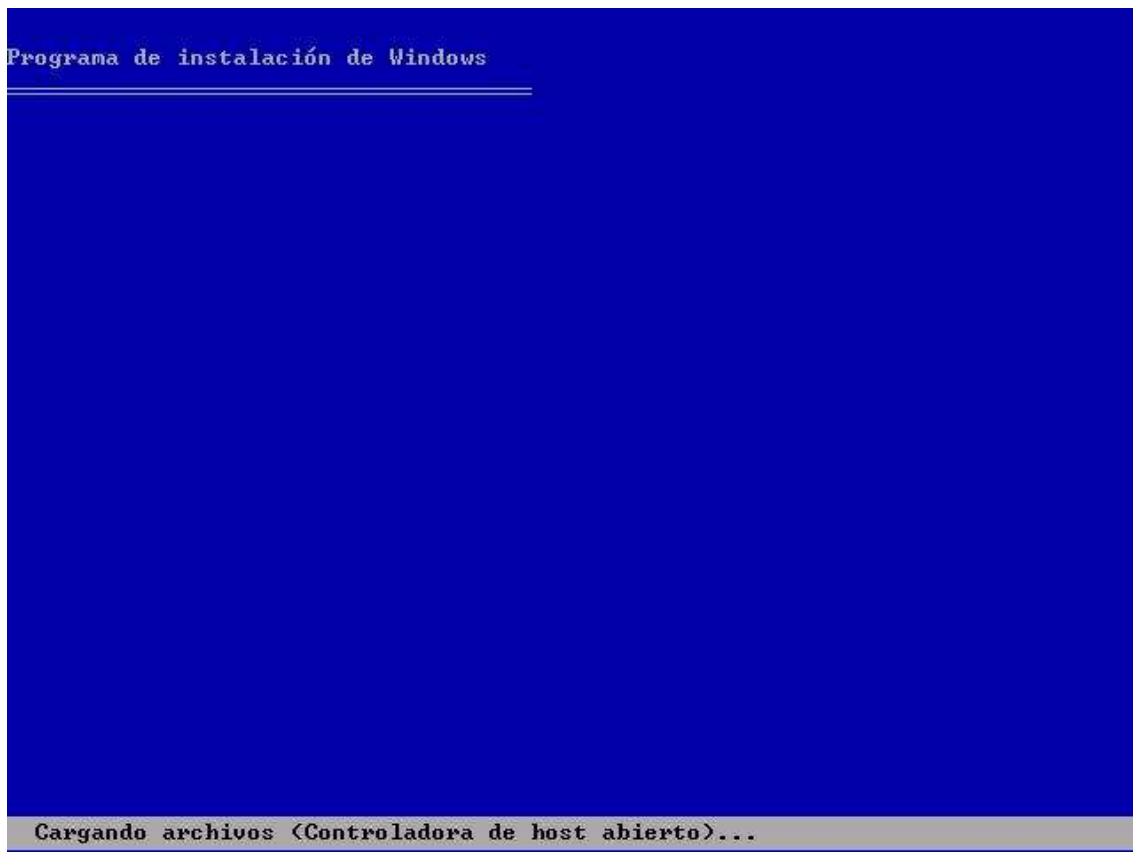 Programa de instalación de Windows
Cargando archivos (Controladora de host abierto)...